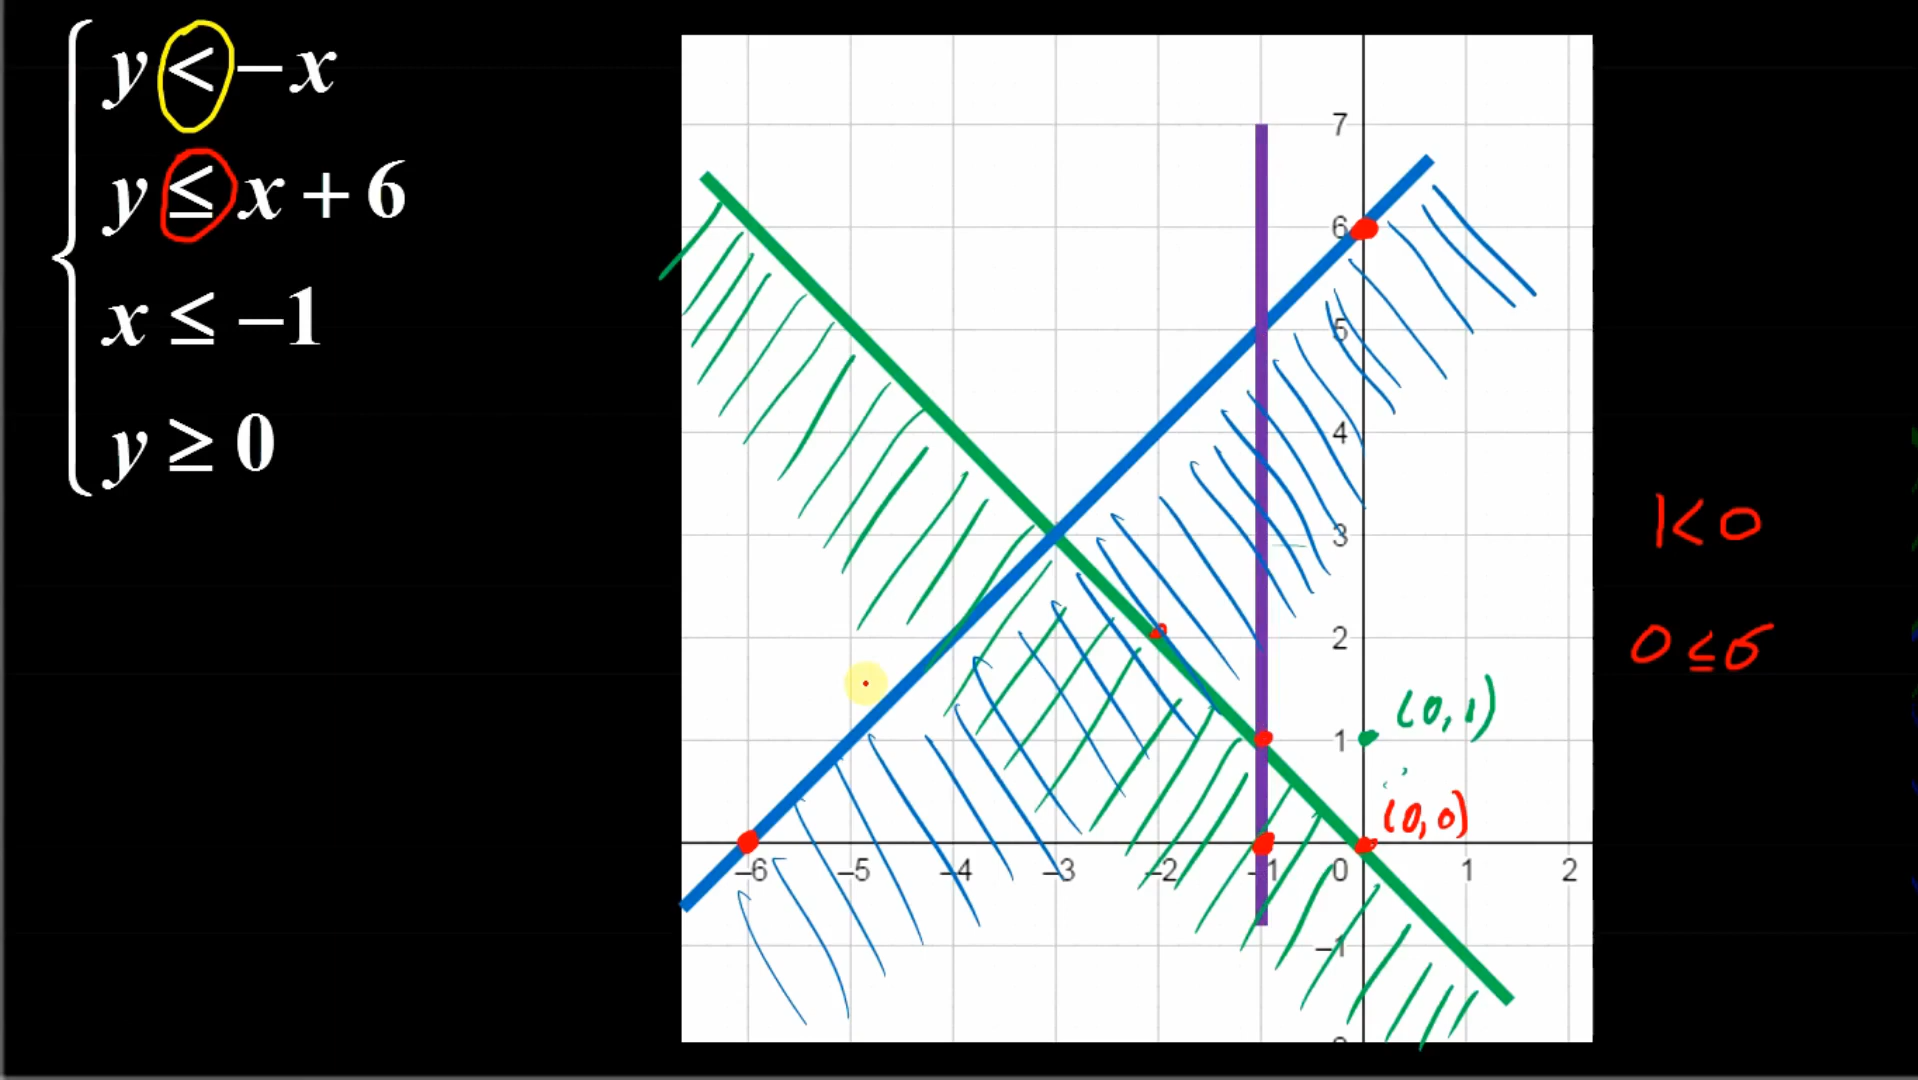 y < −x
y ≤ x + 6
x ≤ −1
y ≥ 0
7
6
5
4
3
2
1
−6 −5 −4 −3 −2 −1 0 1 2
−1
1<0
0≤6
(0,1)
(0,0)